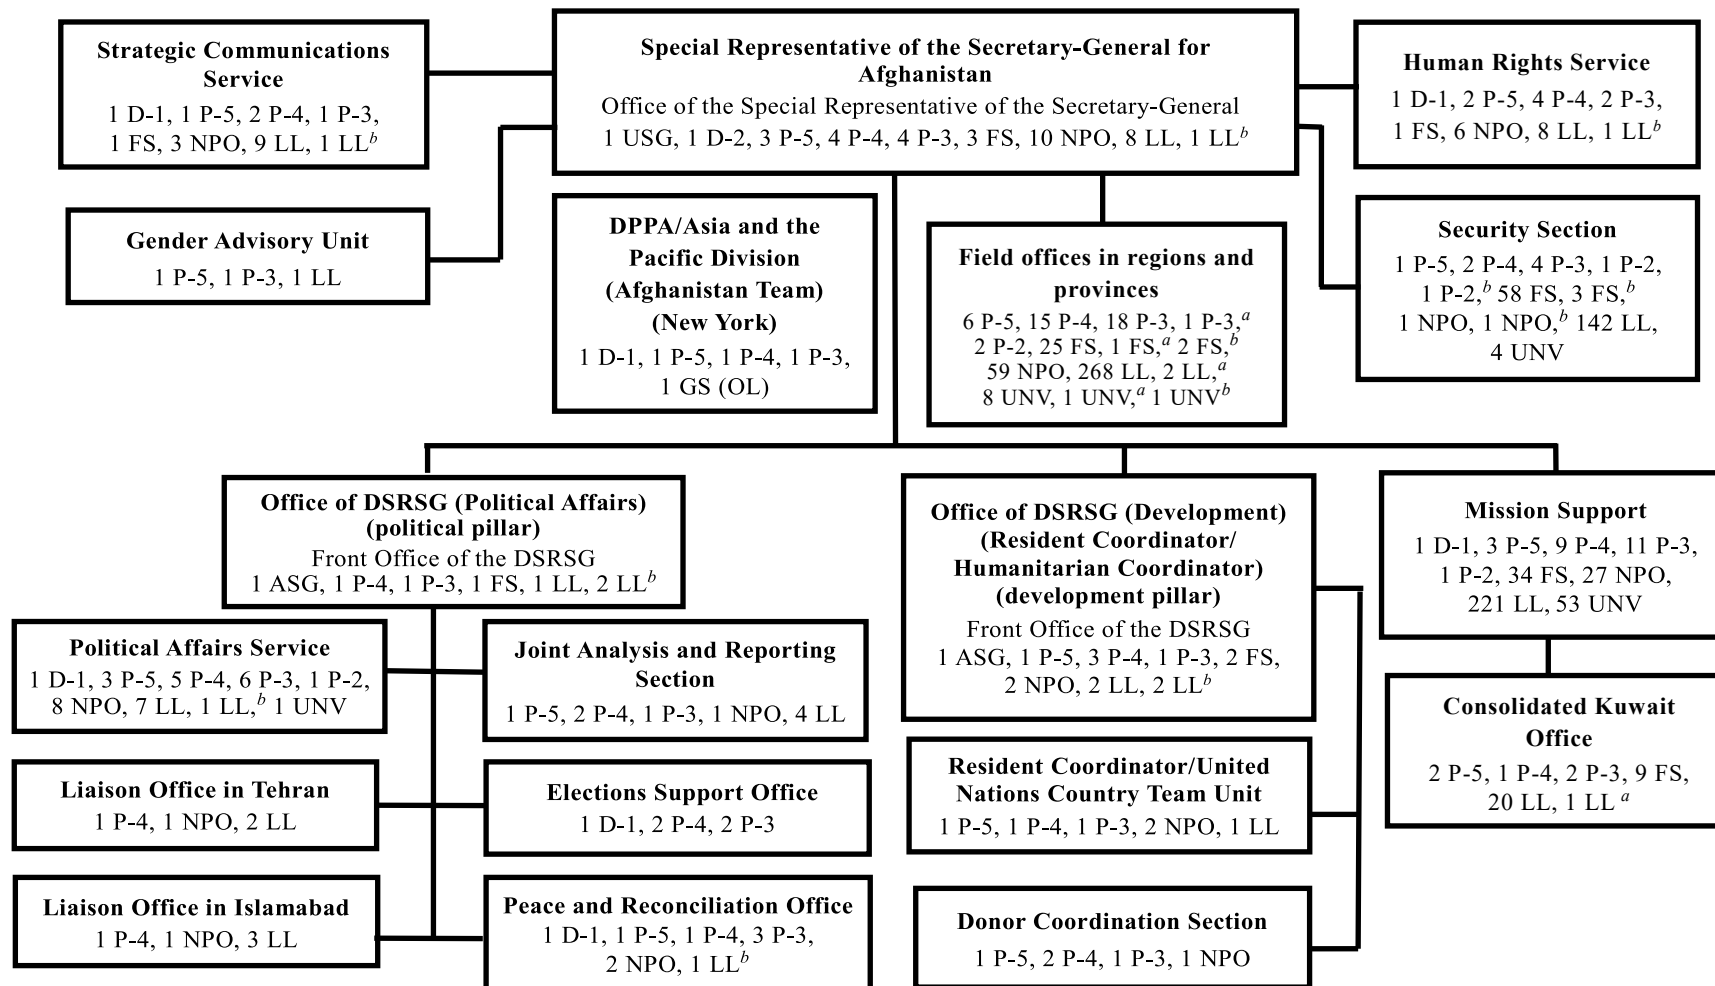 Strategic Communications
Service
1 D-1, 1 P-5, 2 P-4, 1 P-3,
1 FS, 3 NPO, 9 LL, 1 LLᵇ
Special Representative of the Secretary-General for
Afghanistan
Office of the Special Representative of the Secretary-General
1 USG, 1 D-2, 3 P-5, 4 P-4, 4 P-3, 3 FS, 10 NPO, 8 LL, 1 LLᵇ
Human Rights Service
1 D-1, 2 P-5, 4 P-4, 2 P-3,
1 FS, 6 NPO, 8 LL, 1 LLᵇ
Gender Advisory Unit
1 P-5, 1 P-3, 1 LL
DPPA/Asia and the
Pacific Division
(Afghanistan Team)
(New York)
1 D-1, 1 P-5, 1 P-4, 1 P-3,
1 GS (OL)
Field offices in regions and
provinces
6 P-5, 15 P-4, 18 P-3, 1 P-3,ᵃ
2 P-2, 25 FS, 1 FS,ᵃ 2 FS,ᵇ
59 NPO, 268 LL, 2 LL,ᵃ
8 UNV, 1 UNV,ᵃ 1 UNVᵇ
Security Section
1 P-5, 2 P-4, 4 P-3, 1 P-2,
1 P-2,ᵇ 58 FS, 3 FS,ᵇ
1 NPO, 1 NPO,ᵇ 142 LL,
4 UNV
Office of DSRSG (Political Affairs)
(political pillar)
Front Office of the DSRSG
1 ASG, 1 P-4, 1 P-3, 1 FS, 1 LL, 2 LLᵇ
Office of DSRSG (Development)
(Resident Coordinator/
Humanitarian Coordinator)
(development pillar)
Front Office of the DSRSG
1 ASG, 1 P-5, 3 P-4, 1 P-3, 2 FS,
2 NPO, 2 LL, 2 LLᵇ
Mission Support
1 D-1, 3 P-5, 9 P-4, 11 P-3,
1 P-2, 34 FS, 27 NPO,
221 LL, 53 UNV
Political Affairs Service
1 D-1, 3 P-5, 5 P-4, 6 P-3, 1 P-2,
8 NPO, 7 LL, 1 LL,ᵇ 1 UNV
Joint Analysis and Reporting
Section
1 P-5, 2 P-4, 1 P-3, 1 NPO, 4 LL
Consolidated Kuwait
Office
2 P-5, 1 P-4, 2 P-3, 9 FS,
20 LL, 1 LL ᵃ
Liaison Office in Tehran
1 P-4, 1 NPO, 2 LL
Elections Support Office
1 D-1, 2 P-4, 2 P-3
Resident Coordinator/United
Nations Country Team Unit
1 P-5, 1 P-4, 1 P-3, 2 NPO, 1 LL
Liaison Office in Islamabad
1 P-4, 1 NPO, 3 LL
Peace and Reconciliation Office
1 D-1, 1 P-5, 1 P-4, 3 P-3,
2 NPO, 1 LLᵇ
Donor Coordination Section
1 P-5, 2 P-4, 1 P-3, 1 NPO